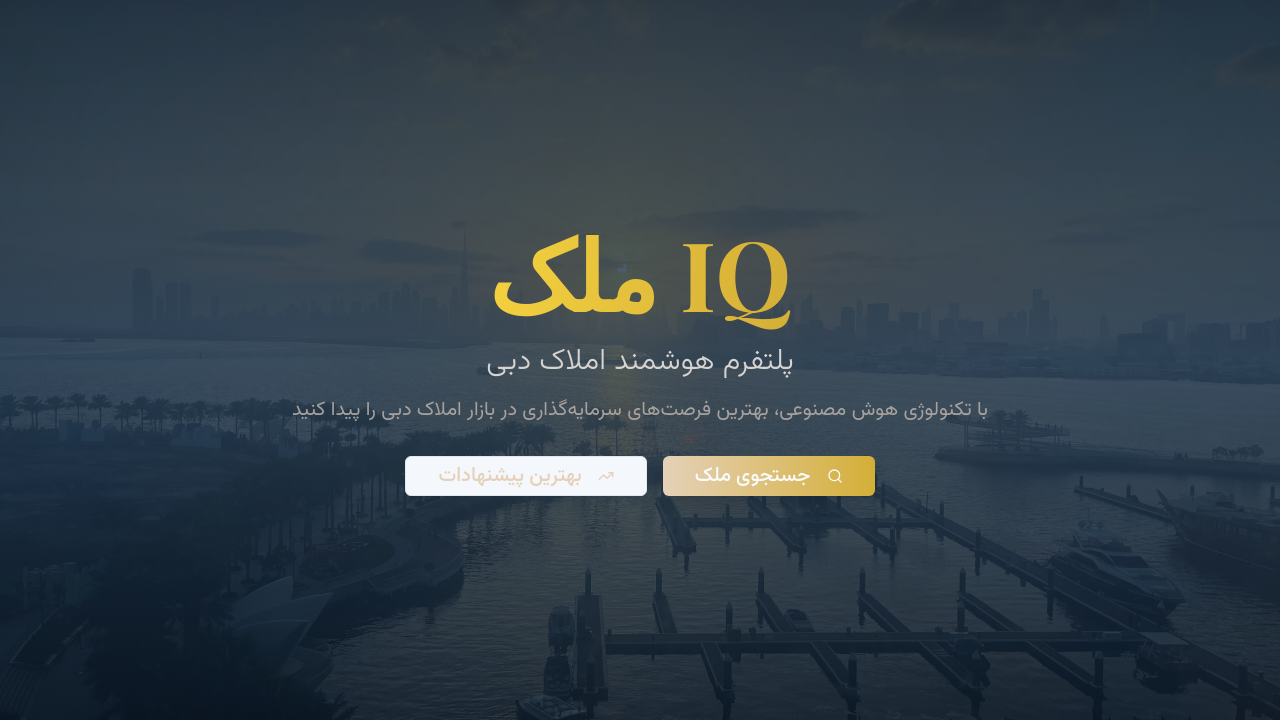 IQ ملک
پلتفرم هوشمند املاک دبی
با تکنولوژی هوش مصنوعی، بهترین فرصت‌های سرمایه‌گذاری در بازار املاک دبی را پیدا کنید
جستجوی ملک
بهترین پیشنهادات